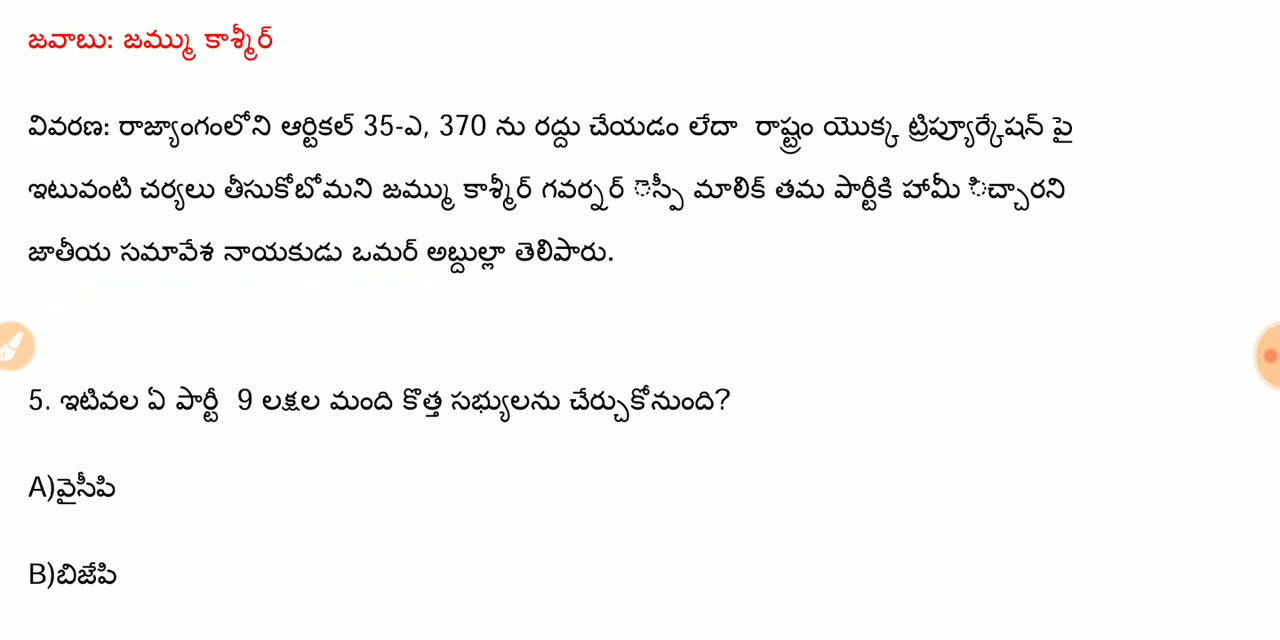 జవాబు: జమ్ము కాశ్మీర్
వివరణ: రాజ్యాంగంలోని ఆర్టికల్ 35-ఎ, 370 ను రద్దు చేయడం లేదా రాష్ట్రం యొక్క ట్రిప్యూర్కేషన్ పై
ఇటువంటి చర్యలు తీసుకోబోమని జమ్ము కాశ్మీర్ గవర్నర్ ెస్పీ మాలిక్ తమ పార్టీకి హామీ ిచ్చారని
జాతీయ సమావేశ నాయకుడు ఒమర్ అబ్దుల్లా తెలిపారు.
5. ఇటివల ఏ పార్టీ 9 లక్షల మంది కొత్త సభ్యులను చేర్చుకోనుంది?
A)వైసీపి
B)బిజేపి